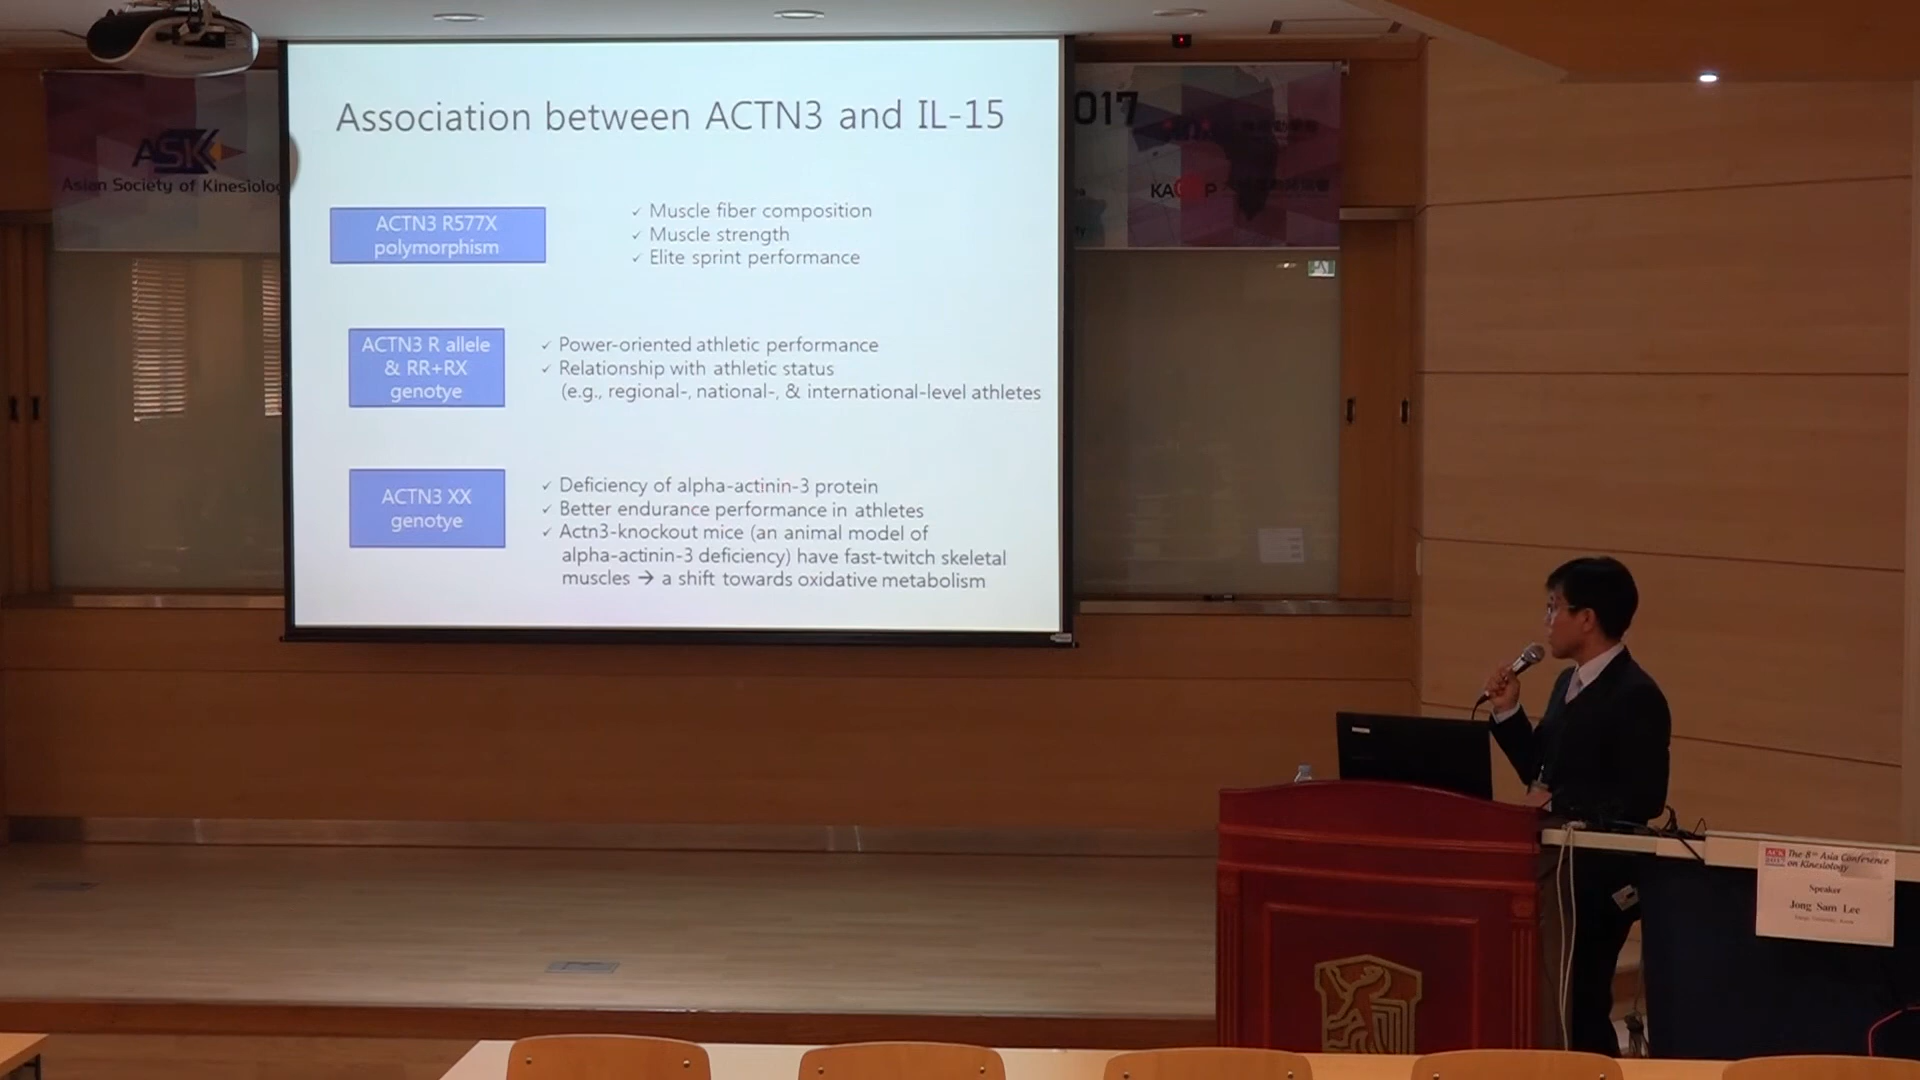 Association between ACTN3 and IL-15
ACTN3 R577X
polymorphism
✓ Muscle fiber composition
✓ Muscle strength
✓ Elite sprint performance
ACTN3 R allele
& RR+RX
genotye
✓ Power-oriented athletic performance
✓ Relationship with athletic status
(e.g., regional-, national-, & international-level athletes
ACTN3 XX
genotye
✓ Deficiency of alpha-actinin-3 protein
✓ Better endurance performance in athletes
✓ Actn3-knockout mice (an animal model of
alpha-actinin-3 deficiency) have fast-twitch skeletal
muscles → a shift towards oxidative metabolism
ASK
Asian Society of Kinesiolo
017
KA P
The 8th Asia Conference
on Kinesiology
Speaker
Jong Sam Lee